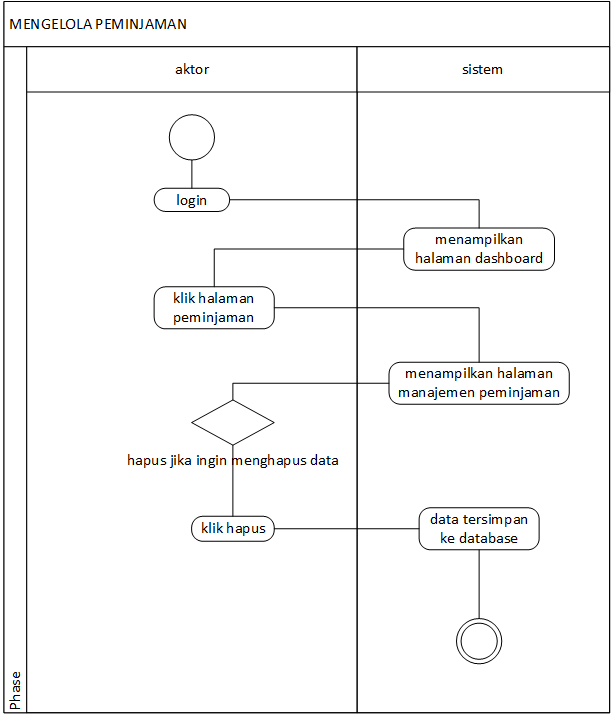 MENGELOLA PEMINJAMAN
aktor
sistem
login
menampilkan
halaman dashboard
klik halaman
peminjaman
menampilkan halaman
manajemen peminjaman
hapus jika ingin menghapus data
klik hapus
data tersimpan
ke database
Phase